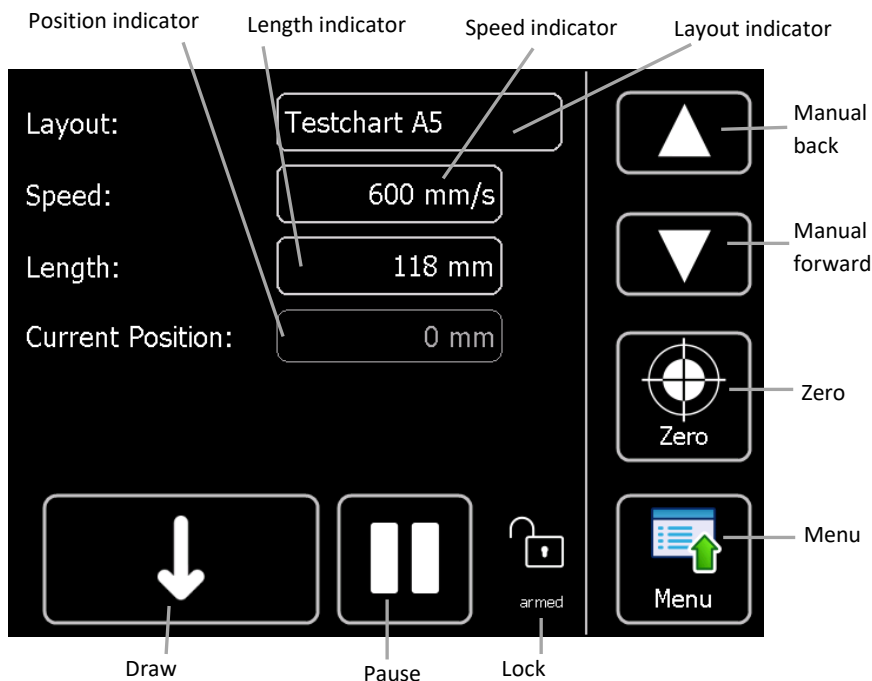 Position indicator
Length indicator
Speed indicator
Layout indicator
Layout:
Testchart A5
Manual
back
Speed:
600 mm/s
Manual
forward
Length:
118 mm
Current Position:
0 mm
Zero
Zero
Menu
armed
Menu
Draw
Pause
Lock